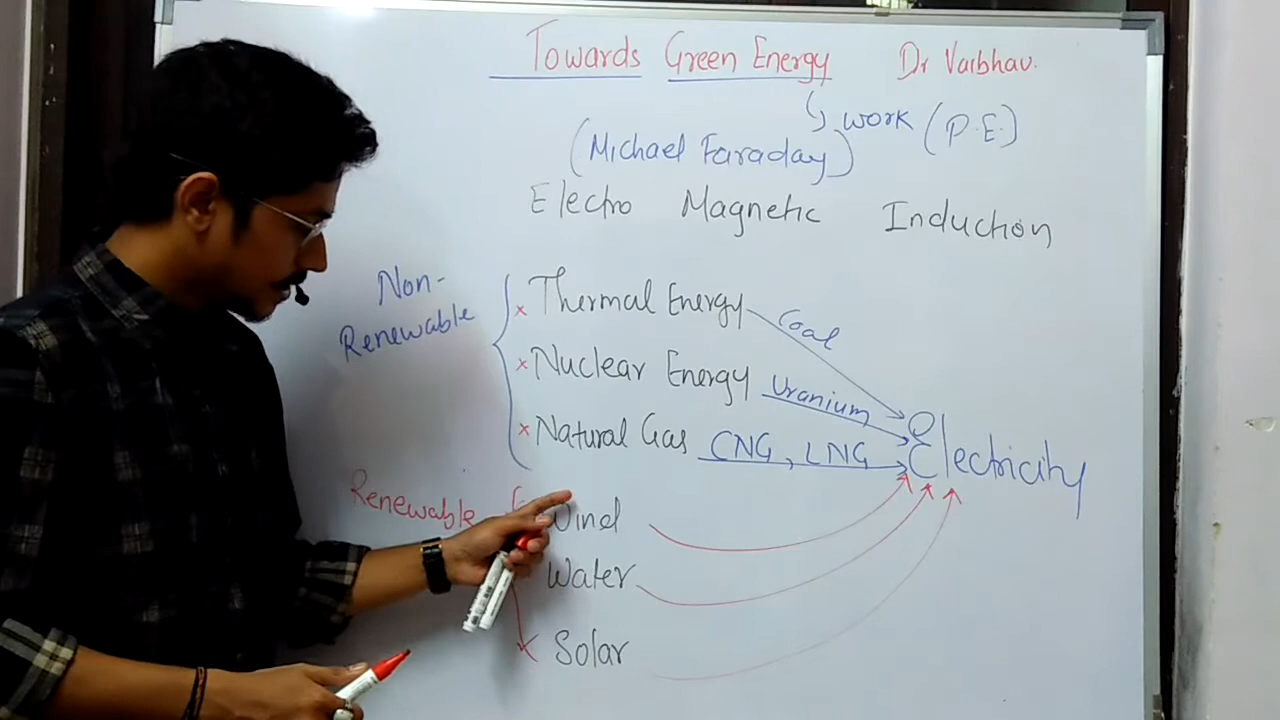 Towards Green Energy Dr Vaibhav.
work (P.E.)
(Michael Faraday)
Electro Magnetic Induction
Non-
Renewable
× Thermal Energy Coal
× Nuclear Energy Uranium
× Natural Gas CNG, LNG
Electricity
Renewable
Wind
Water
Solar